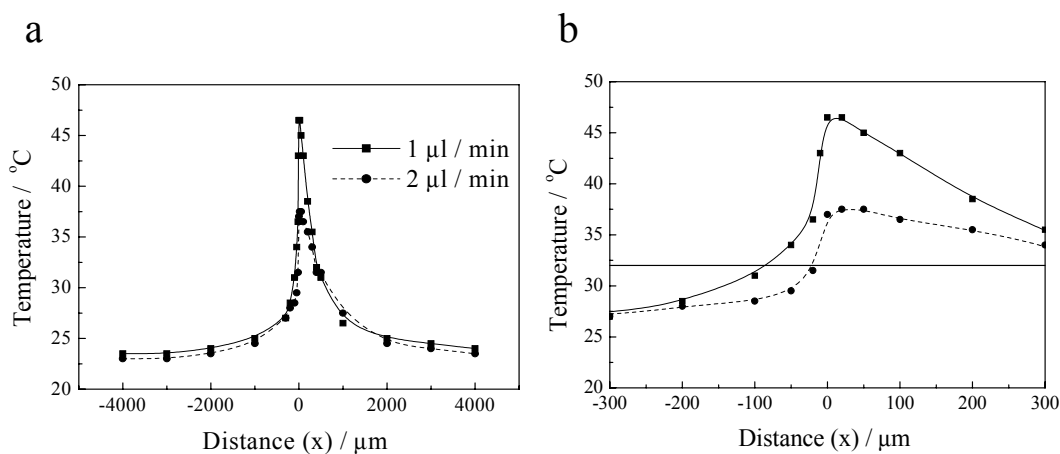 a
50
45
40
35
30
25
20
Temperature / °C
1 µl / min
2 µl / min
-4000 -2000 0 2000 4000
Distance (x) / µm
b
50
45
40
35
30
25
20
Temperature / °C
-300 -200 -100 0 100 200 300
Distance (x) / µm